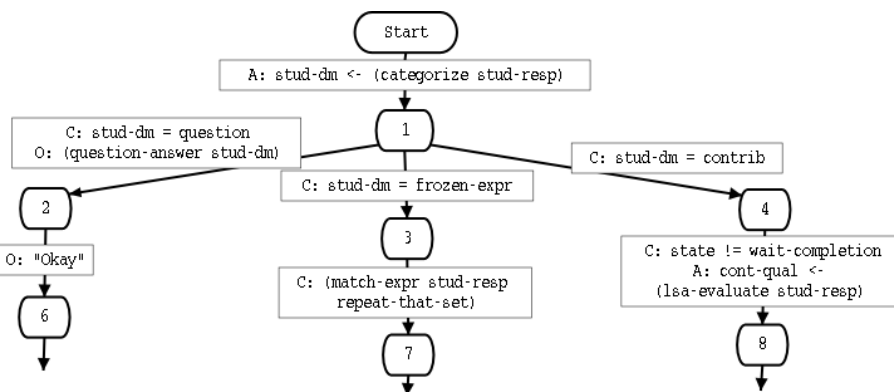 Start
A: stud-dm <- (categorize stud-resp)
1
C: stud-dm = question
O: (question-answer stud-dm)
C: stud-dm = frozen-expr
C: stud-dm = contrib
2
3
4
O: "Okay"
C: (match-expr stud-resp
repeat-that-set)
C: state != wait-completion
A: cont-qual <-
(lsa-evaluate stud-resp)
6
7
8